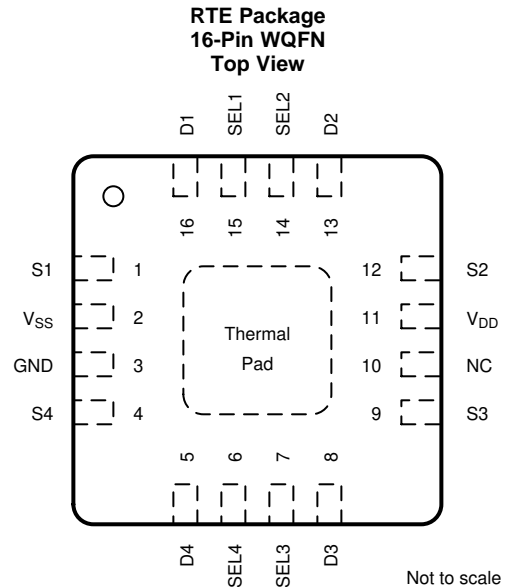 RTE Package
16-Pin WQFN
Top View
D1 SEL1 SEL2 D2
16 15 14 13
S1 1 12 S2
VSS 2 11 VDD
GND 3 10 NC
S4 4 9 S3
Thermal
Pad
5 6 7 8
D4 SEL4 SEL3 D3
Not to scale